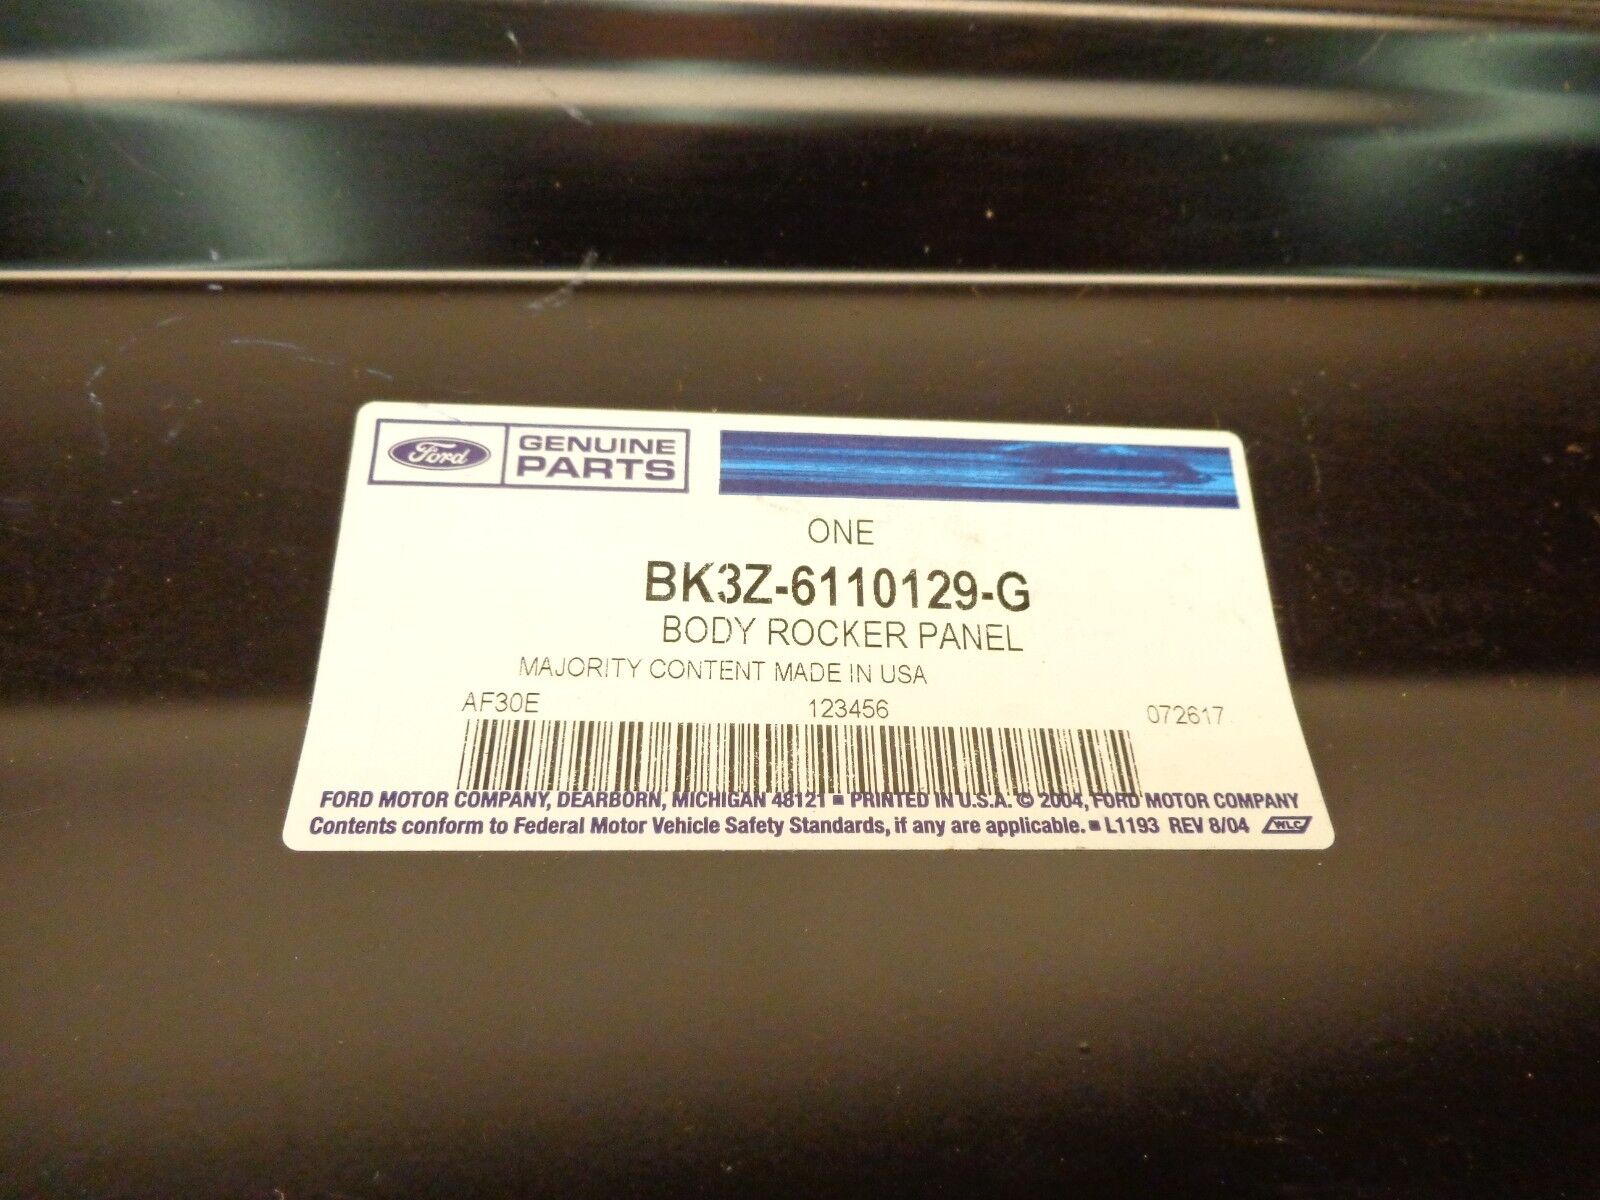 Ford GENUINE
PARTS
ONE
BK3Z-6110129-G
BODY ROCKER PANEL
MAJORITY CONTENT MADE IN USA
AF30E 123456 072617
FORD MOTOR COMPANY, DEARBORN, MICHIGAN 48121 ▪ PRINTED IN U.S.A. © 2004, FORD MOTOR COMPANY
Contents conform to Federal Motor Vehicle Safety Standards, if any are applicable. ▪ L1193 REV 8/04 WLC